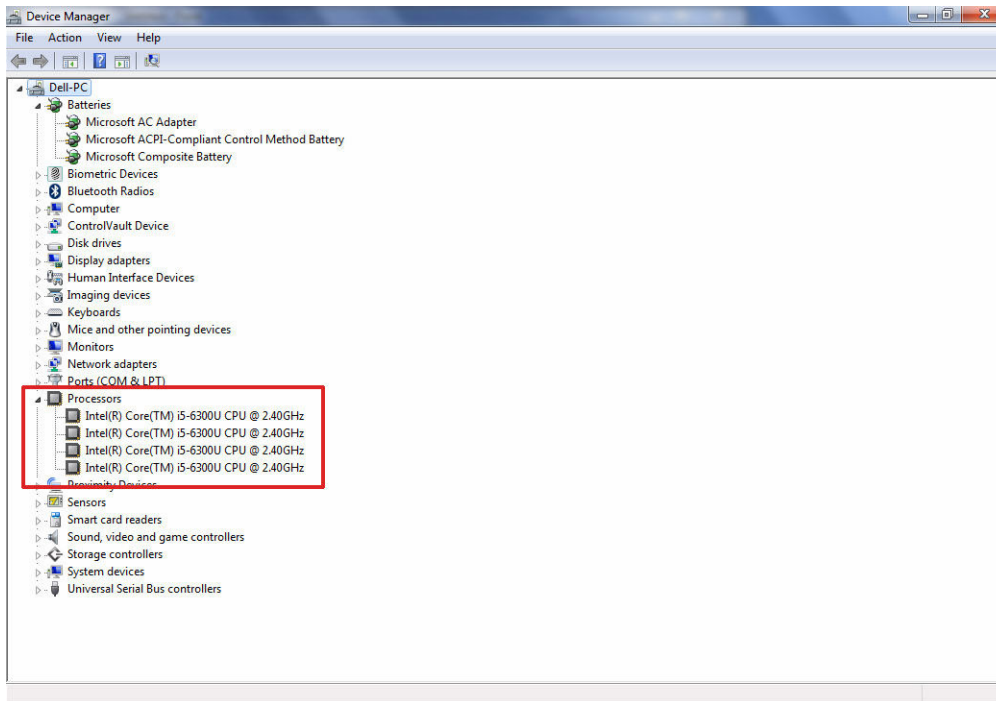 Device Manager
File Action View Help
Dell-PC
Batteries
Microsoft AC Adapter
Microsoft ACPI-Compliant Control Method Battery
Microsoft Composite Battery
Biometric Devices
Bluetooth Radios
Computer
ControlVault Device
Disk drives
Display adapters
Human Interface Devices
Imaging devices
Keyboards
Mice and other pointing devices
Monitors
Network adapters
Ports (COM & LPT)
Processors
Intel(R) Core(TM) i5-6300U CPU @ 2.40GHz
Intel(R) Core(TM) i5-6300U CPU @ 2.40GHz
Intel(R) Core(TM) i5-6300U CPU @ 2.40GHz
Intel(R) Core(TM) i5-6300U CPU @ 2.40GHz
Proximity Devices
Sensors
Smart card readers
Sound, video and game controllers
Storage controllers
System devices
Universal Serial Bus controllers